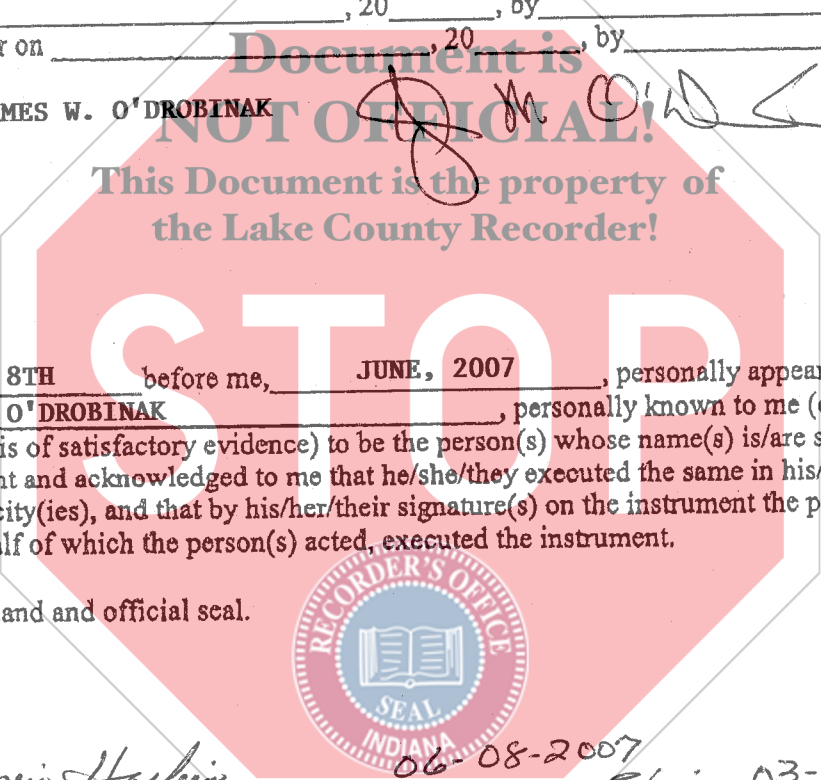 , 20 , by
r on , 20 , by
Document is
MES W. O'DROBINAK
NOT OFFICIAL!
This Document is the property of
the Lake County Recorder!
STOP
8TH before me, JUNE, 2007 , personally appear
O'DROBINAK , personally known to me (
is of satisfactory evidence) to be the person(s) whose name(s) is/are s
nt and acknowledged to me that he/she/they executed the same in his/
city(ies), and that by his/her/their signature(s) on the instrument the p
lf of which the person(s) acted, executed the instrument.
and and official seal.
RECORDER'S OFFICE
SEAL
INDIANA
06-08-2007
03-